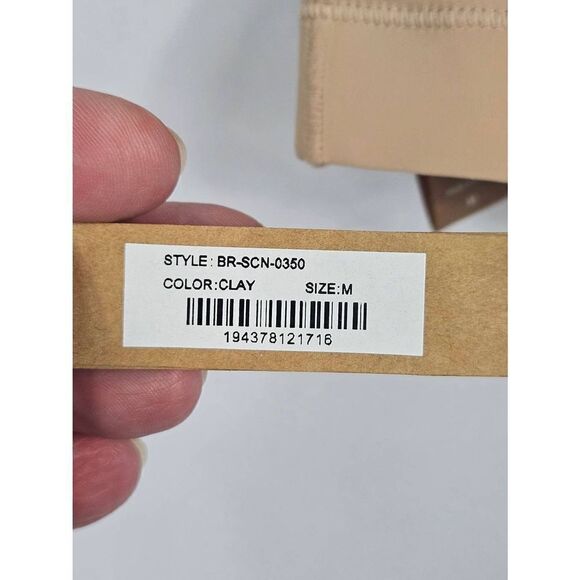 STYLE: BR-SCN-0350
COLOR:CLAY SIZE:M
194378121716